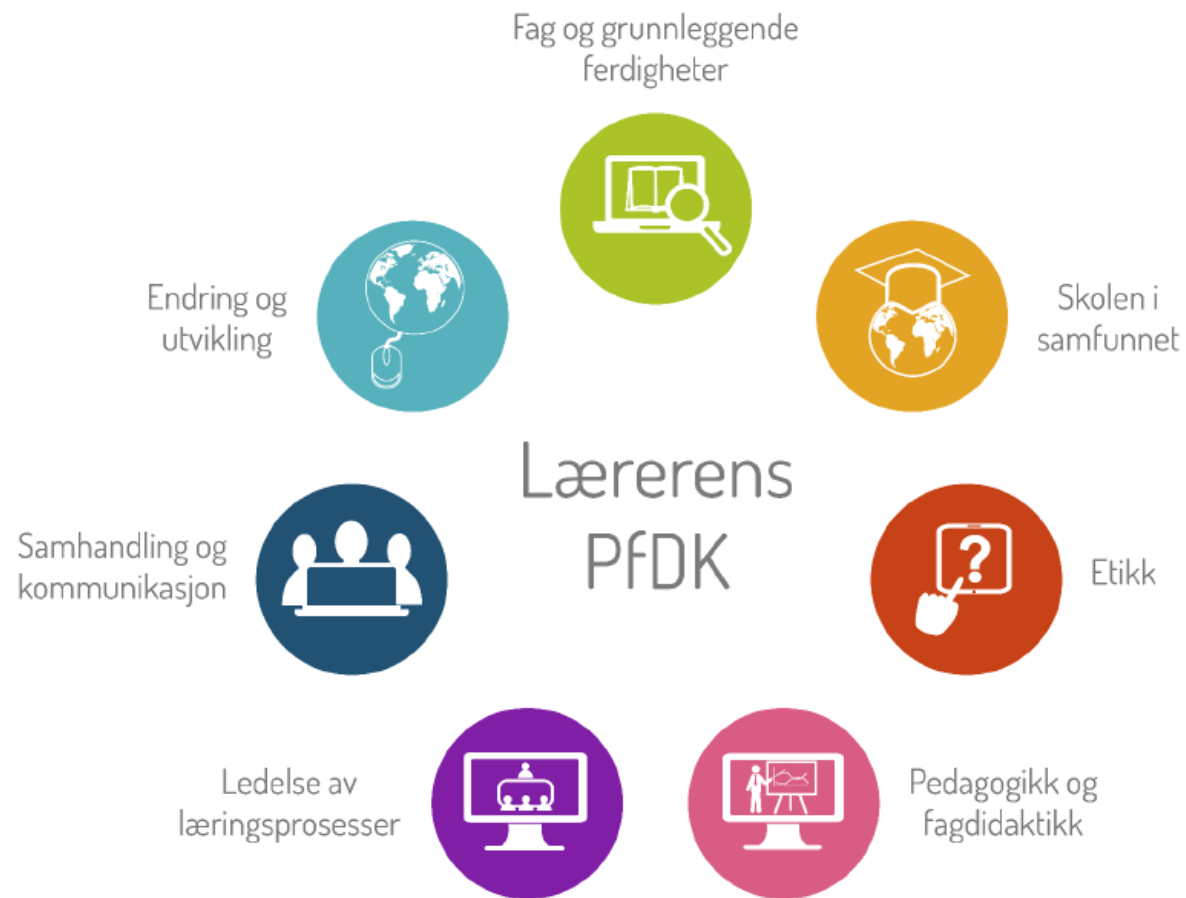 Fag og grunnleggende
ferdigheter
Endring og
utvikling
Skolen i
samfunnet
Lærerens
PfDK
Samhandling og
kommunikasjon
Etikk
Ledelse av
læringsprosesser
Pedagogikk og
fagdidaktikk
?